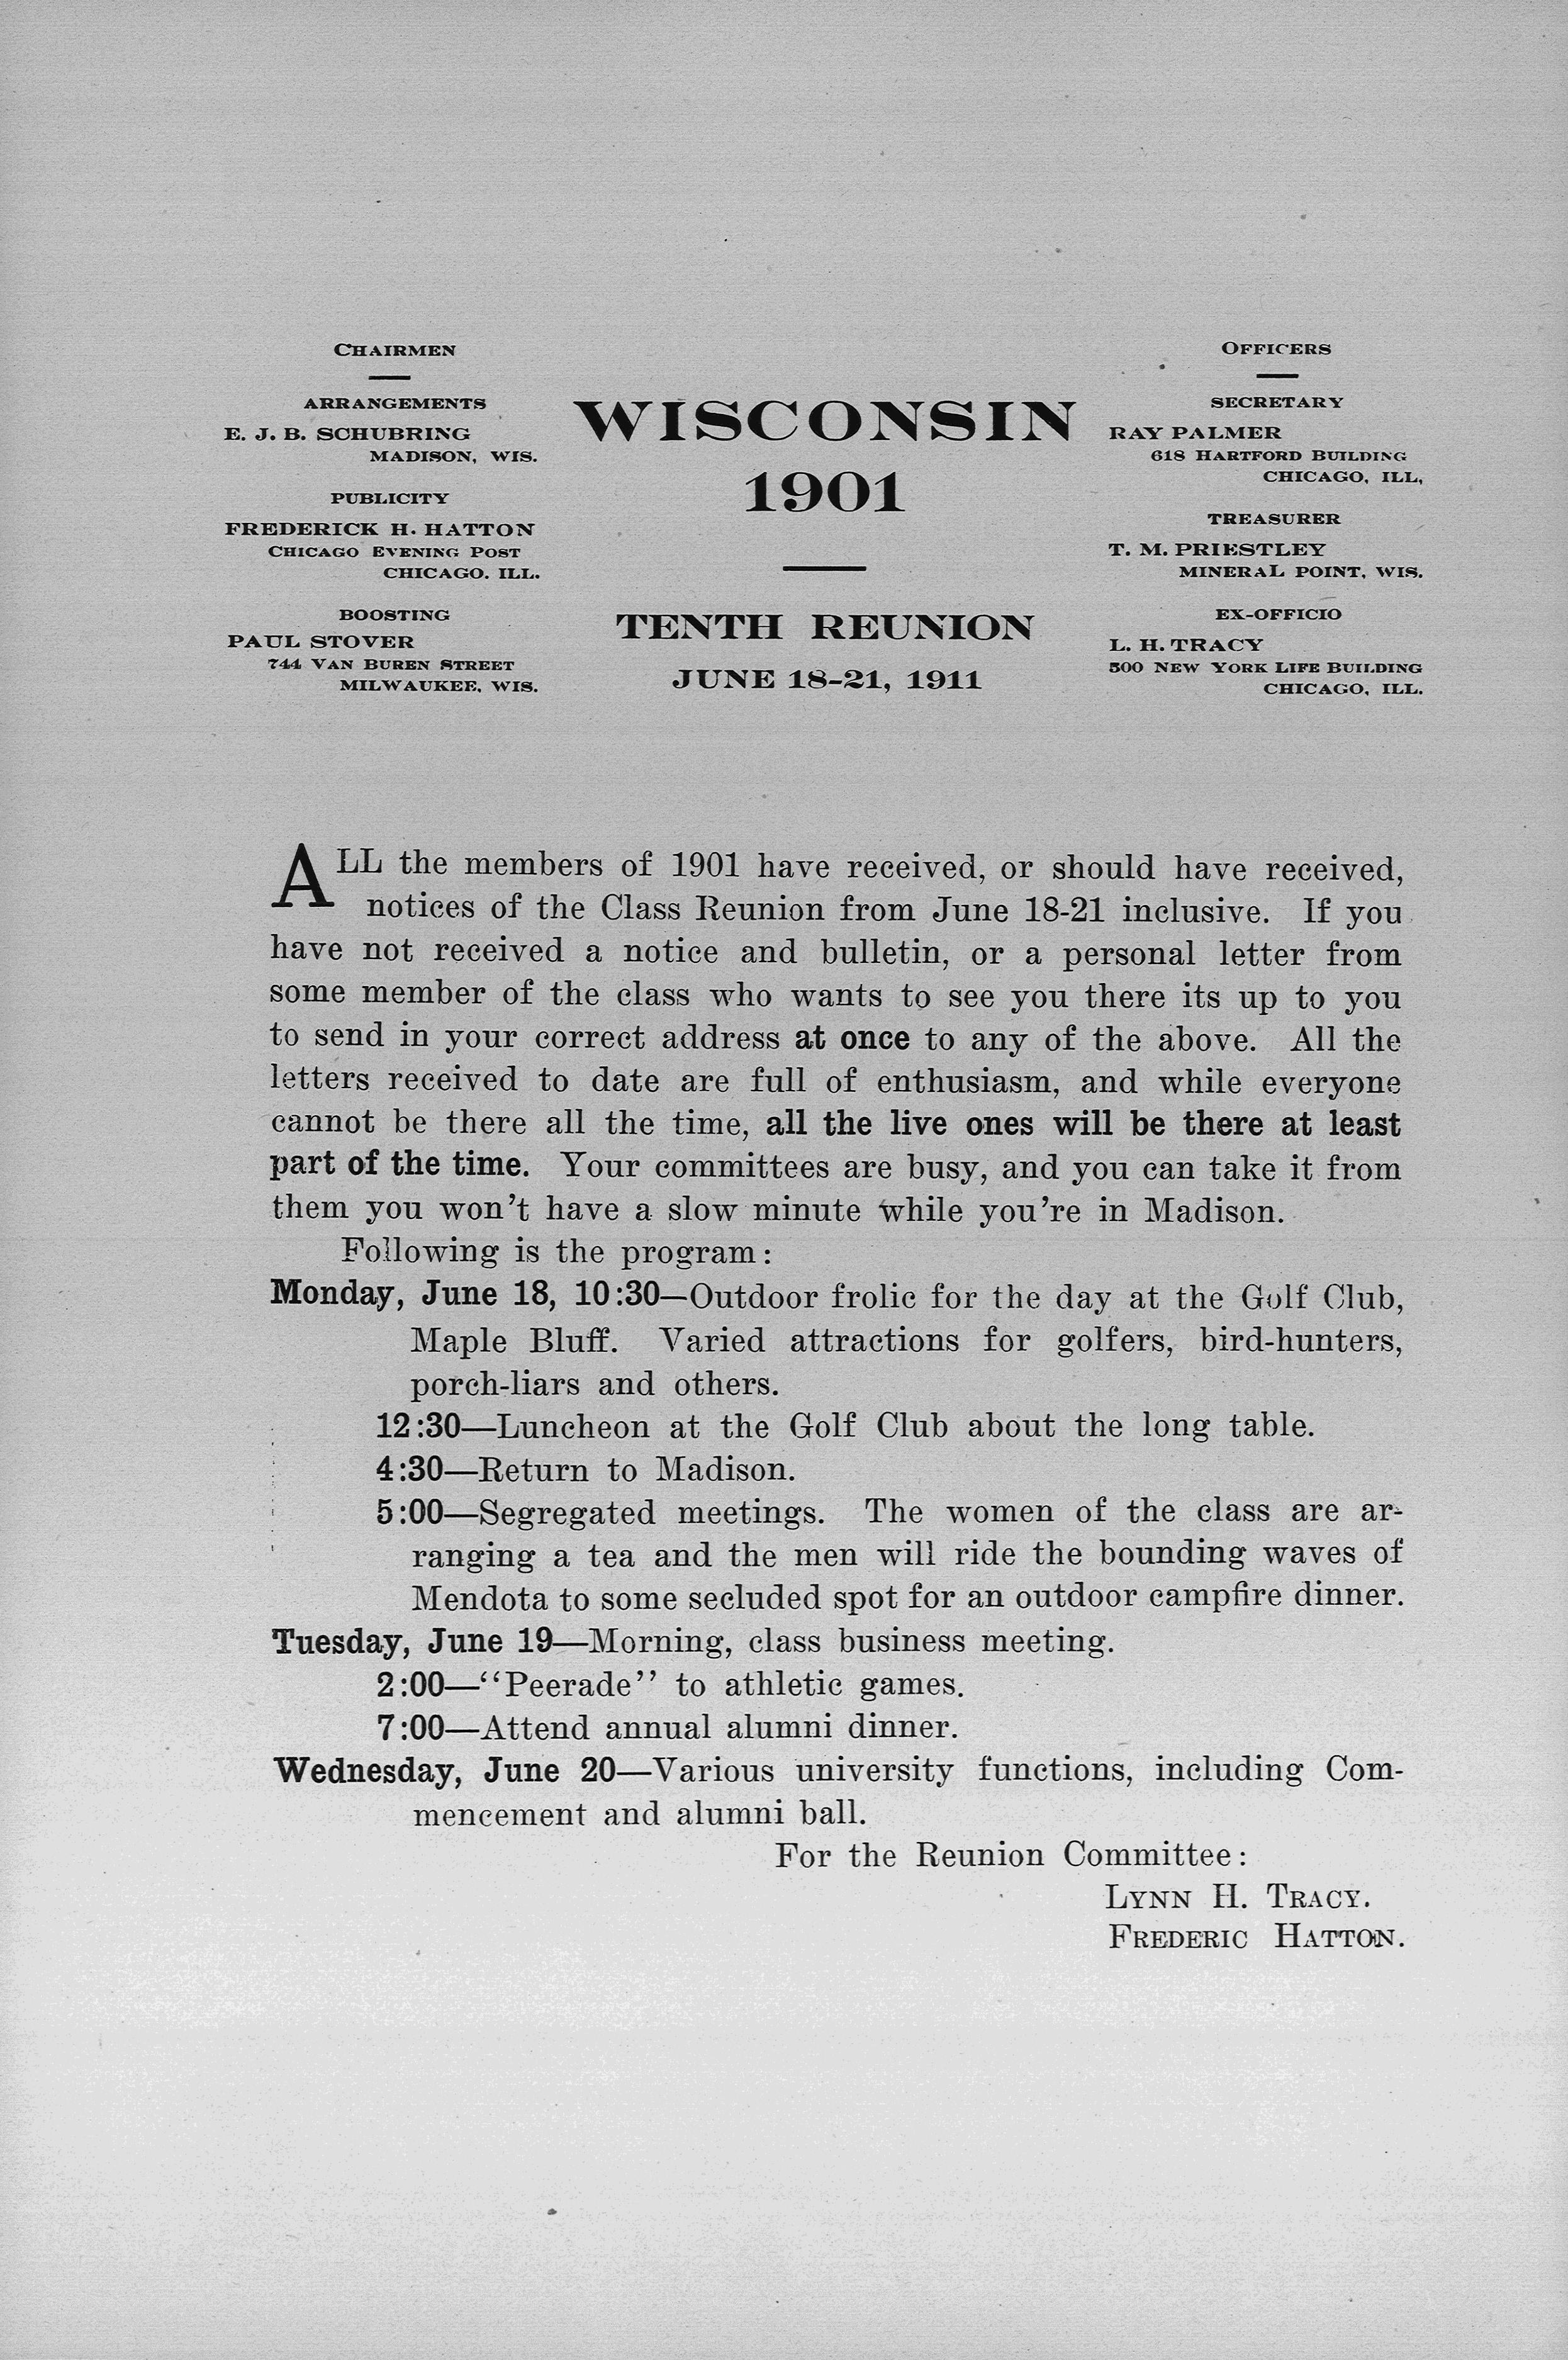 CHAIRMEN
ARRANGEMENTS
E. J. B. SCHUBRING
MADISON, WIS.
PUBLICITY
FREDERICK H. HATTON
CHICAGO EVENING POST
CHICAGO. ILL.
BOOSTING
PAUL STOVER
744 VAN BUREN STREET
MILWAUKEE. WIS.
WISCONSIN
1901
TENTH REUNION
JUNE 18-21, 1911
OFFICERS
SECRETARY
RAY PALMER
618 HARTFORD BUILDING
CHICAGO, ILL,
TREASURER
T. M. PRIESTLEY
MINERAL POINT, WIS.
EX-OFFICIO
L. H. TRACY
500 NEW YORK LIFE BUILDING
CHICAGO, ILL.
ALL the members of 1901 have received, or should have received,
notices of the Class Reunion from June 18-21 inclusive. If you
have not received a notice and bulletin, or a personal letter from
some member of the class who wants to see you there its up to you
to send in your correct address at once to any of the above. All the
letters received to date are full of enthusiasm, and while everyone
cannot be there all the time, all the live ones will be there at least
part of the time. Your committees are busy, and you can take it from
them you won't have a slow minute while you're in Madison.
Following is the program:
Monday, June 18, 10:30—Outdoor frolic for the day at the Golf Club,
Maple Bluff. Varied attractions for golfers, bird-hunters,
porch-liars and others.
12:30—Luncheon at the Golf Club about the long table.
4:30—Return to Madison.
5:00—Segregated meetings. The women of the class are ar-
ranging a tea and the men will ride the bounding waves of
Mendota to some secluded spot for an outdoor campfire dinner.
Tuesday, June 19—Morning, class business meeting.
2:00—"Peerade" to athletic games.
7:00—Attend annual alumni dinner.
Wednesday, June 20—Various university functions, including Com-
mencement and alumni ball.
For the Reunion Committee:
LYNN H. TRACY.
FREDERIC HATTON.